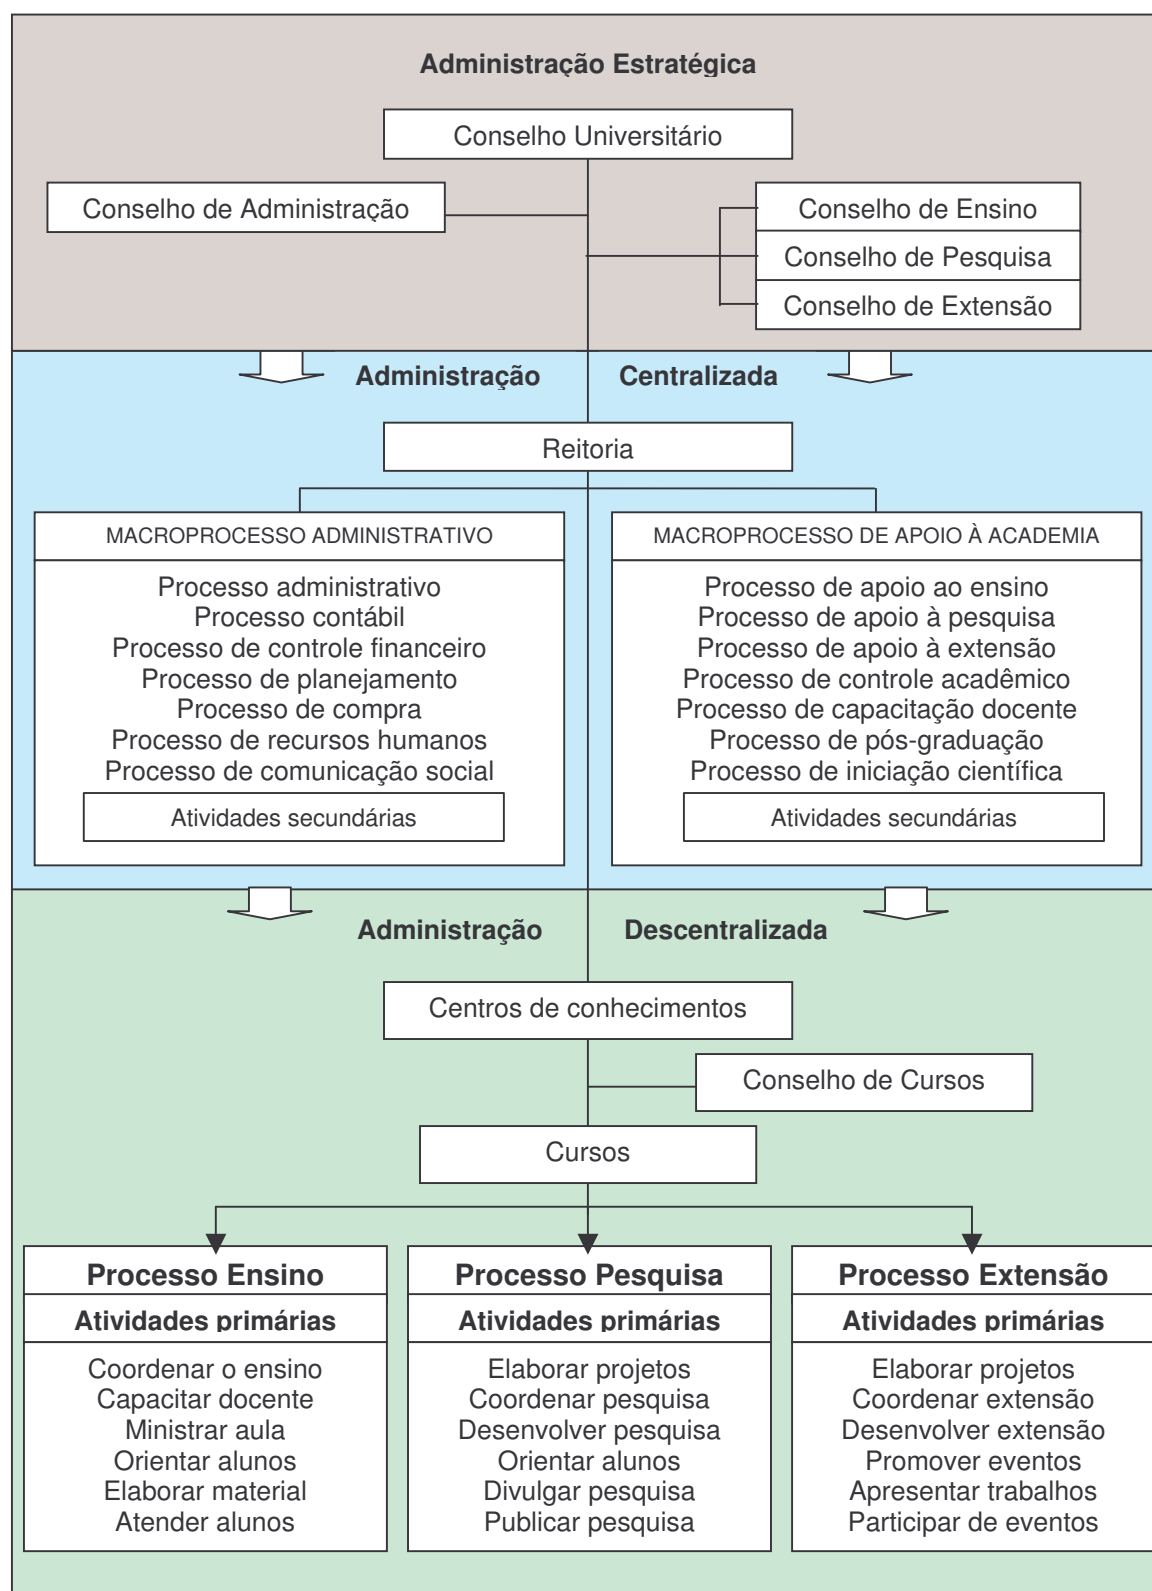 Administração Estratégica
Conselho Universitário
Conselho de Administração
Conselho de Ensino
Conselho de Pesquisa
Conselho de Extensão
Administração Centralizada
Reitoria
MACROPROCESSO ADMINISTRATIVO
Processo administrativo
Processo contábil
Processo de controle financeiro
Processo de planejamento
Processo de compra
Processo de recursos humanos
Processo de comunicação social
Atividades secundárias
MACROPROCESSO DE APOIO À ACADEMIA
Processo de apoio ao ensino
Processo de apoio à pesquisa
Processo de apoio à extensão
Processo de controle acadêmico
Processo de capacitação docente
Processo de pós-graduação
Processo de iniciação científica
Atividades secundárias
Administração Descentralizada
Centros de conhecimentos
Conselho de Cursos
Cursos
Processo Ensino
Atividades primárias
Coordenar o ensino
Capacitar docente
Ministrar aula
Orientar alunos
Elaborar material
Atender alunos
Processo Pesquisa
Atividades primárias
Elaborar projetos
Coordenar pesquisa
Desenvolver pesquisa
Orientar alunos
Divulgar pesquisa
Publicar pesquisa
Processo Extensão
Atividades primárias
Elaborar projetos
Coordenar extensão
Desenvolver extensão
Promover eventos
Apresentar trabalhos
Participar de eventos